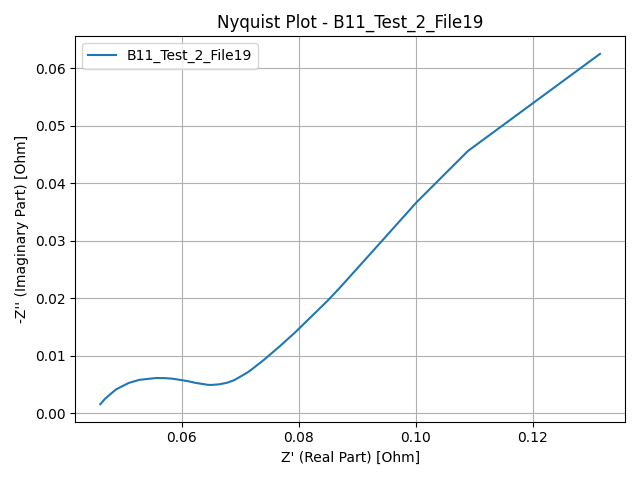 Nyquist Plot - B11_Test_2_File19
B11_Test_2_File19
-Z'' (Imaginary Part) [Ohm]
0.06
0.05
0.04
0.03
0.02
0.01
0.00
0.06 0.08 0.10 0.12
Z' (Real Part) [Ohm]